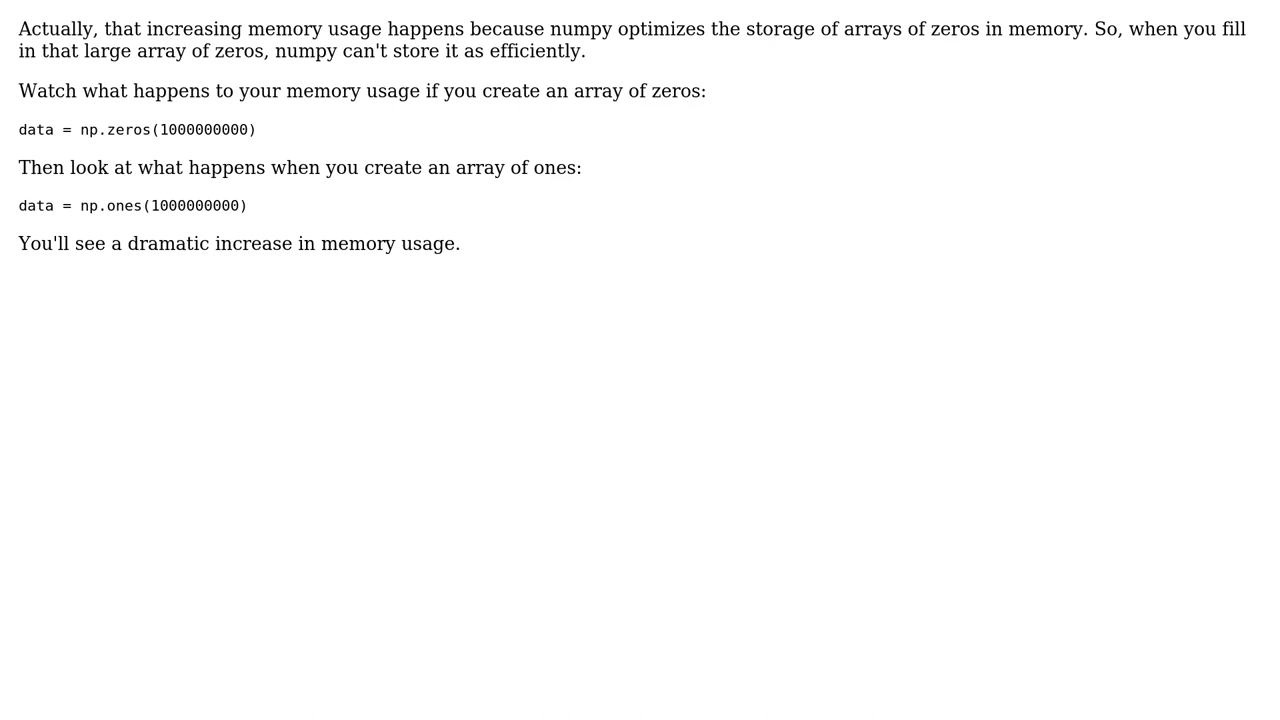 Actually, that increasing memory usage happens because numpy optimizes the storage of arrays of zeros in memory. So, when you fill
in that large array of zeros, numpy can't store it as efficiently.
Watch what happens to your memory usage if you create an array of zeros:
data = np.zeros(1000000000)
Then look at what happens when you create an array of ones:
data = np.ones(1000000000)
You'll see a dramatic increase in memory usage.